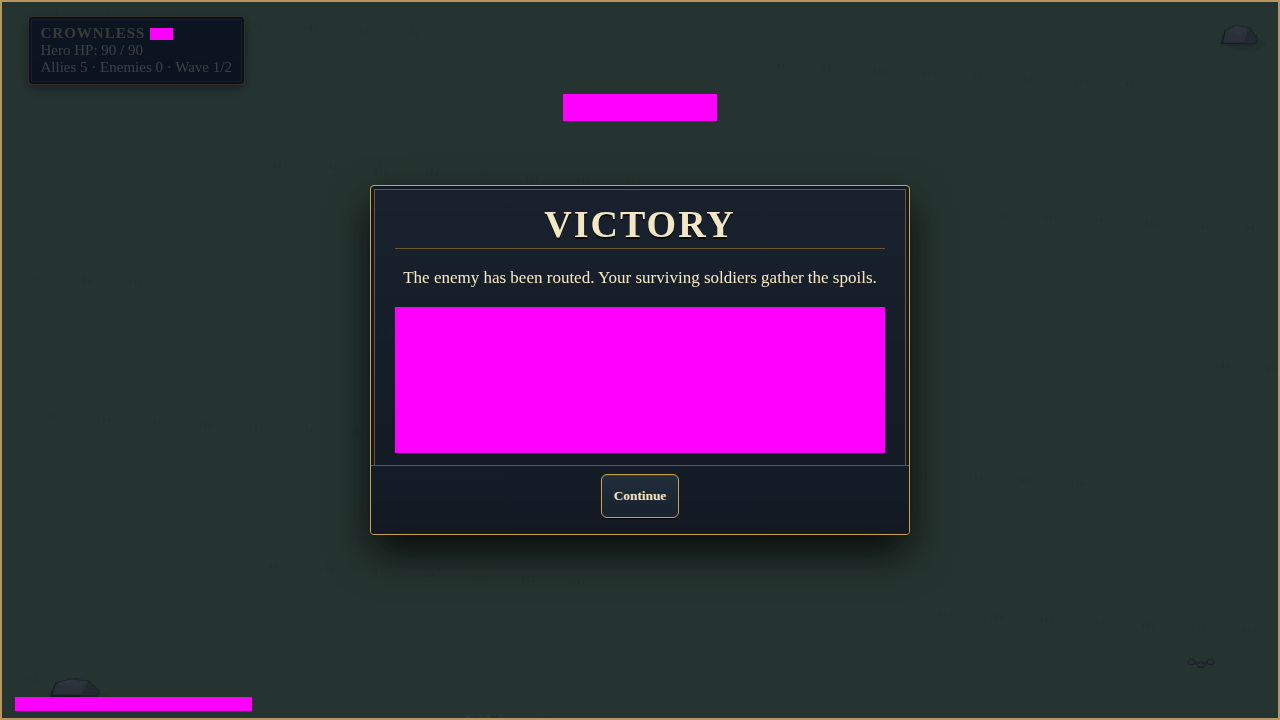 CROWNLESS
Hero HP: 90 / 90
Allies 5 · Enemies 0 · Wave 1/2
VICTORY
The enemy has been routed. Your surviving soldiers gather the spoils.
Continue